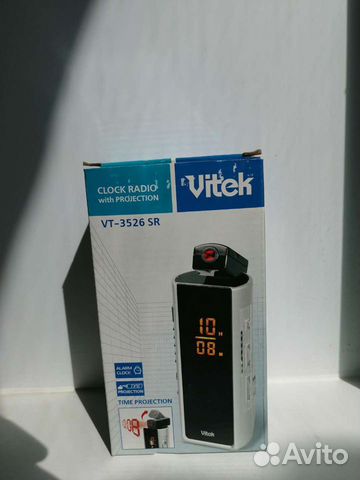 CLOCK RADIO
with PROJECTION
Vitek
VT-3526 SR
10 H
08 M
ALARM
CLOCK
PROJECTION
TIME PROJECTION
Vitek
Avito